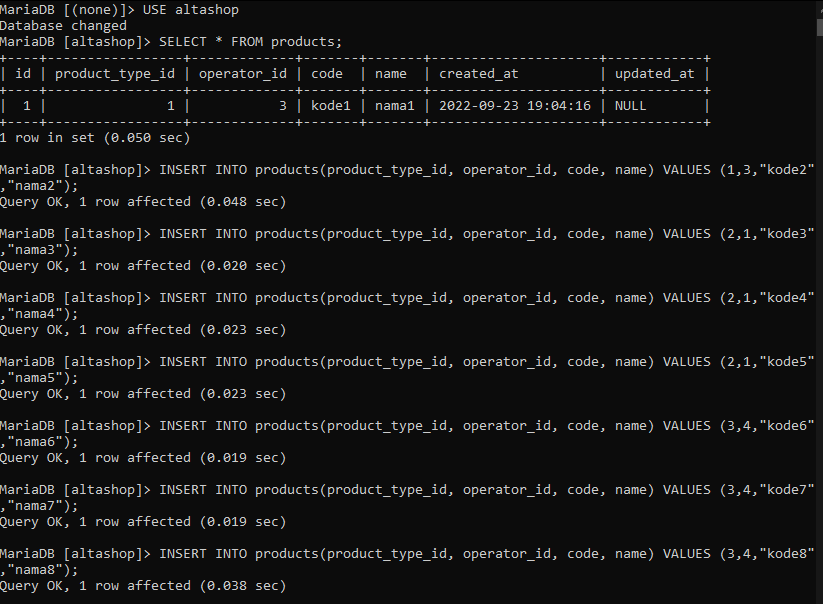 MariaDB [(none)]> USE altashop
Database changed
MariaDB [altashop]> SELECT * FROM products;
+----+-----------------+-------------+-------+-------+---------------------+------------+
| id | product_type_id | operator_id | code  | name  | created_at          | updated_at |
+----+-----------------+-------------+-------+-------+---------------------+------------+
|  1 |               1 |           3 | kode1 | nama1 | 2022-09-23 19:04:16 | NULL       |
+----+-----------------+-------------+-------+-------+---------------------+------------+
1 row in set (0.050 sec)

MariaDB [altashop]> INSERT INTO products(product_type_id, operator_id, code, name) VALUES (1,3,"kode2"
,"nama2");
Query OK, 1 row affected (0.048 sec)

MariaDB [altashop]> INSERT INTO products(product_type_id, operator_id, code, name) VALUES (2,1,"kode3"
,"nama3");
Query OK, 1 row affected (0.020 sec)

MariaDB [altashop]> INSERT INTO products(product_type_id, operator_id, code, name) VALUES (2,1,"kode4"
,"nama4");
Query OK, 1 row affected (0.023 sec)

MariaDB [altashop]> INSERT INTO products(product_type_id, operator_id, code, name) VALUES (2,1,"kode5"
,"nama5");
Query OK, 1 row affected (0.023 sec)

MariaDB [altashop]> INSERT INTO products(product_type_id, operator_id, code, name) VALUES (3,4,"kode6"
,"nama6");
Query OK, 1 row affected (0.019 sec)

MariaDB [altashop]> INSERT INTO products(product_type_id, operator_id, code, name) VALUES (3,4,"kode7"
,"nama7");
Query OK, 1 row affected (0.019 sec)

MariaDB [altashop]> INSERT INTO products(product_type_id, operator_id, code, name) VALUES (3,4,"kode8"
,"nama8");
Query OK, 1 row affected (0.038 sec)